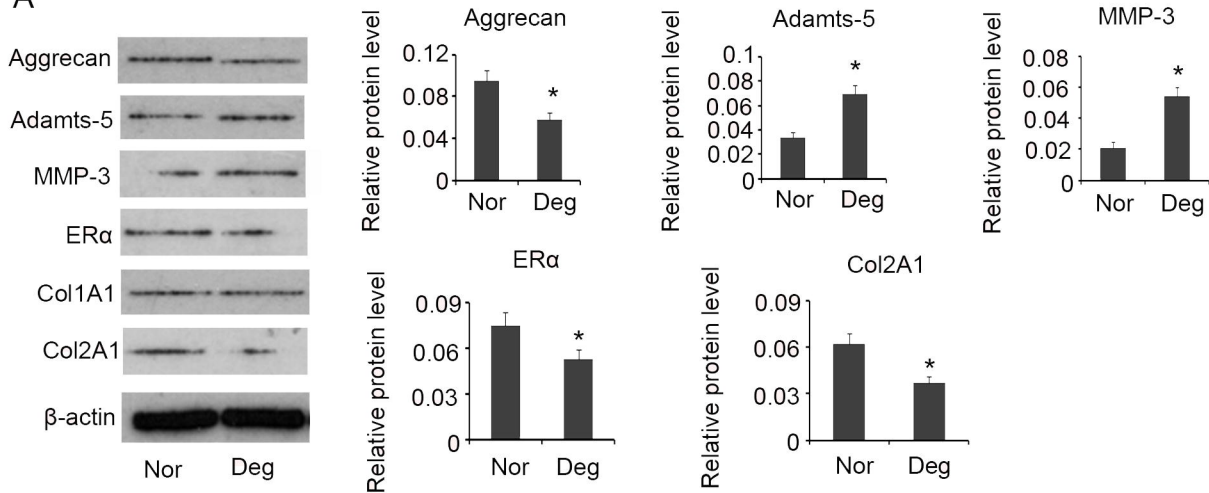 A
Aggrecan
Adamts-5
MMP-3
ERα
Col1A1
Col2A1
β-actin
Nor Deg
Aggrecan
Relative protein level
0.12
0.08
0.04
0
*
Nor Deg
Adamts-5
Relative protein level
0.1
0.08
0.06
0.04
0.02
0
*
Nor Deg
MMP-3
Relative protein level
0.08
0.06
0.04
0.02
0
*
Nor Deg
ERα
Relative protein level
0.09
0.06
0.03
0
*
Nor Deg
Col2A1
Relative protein level
0.09
0.06
0.03
0
*
Nor Deg